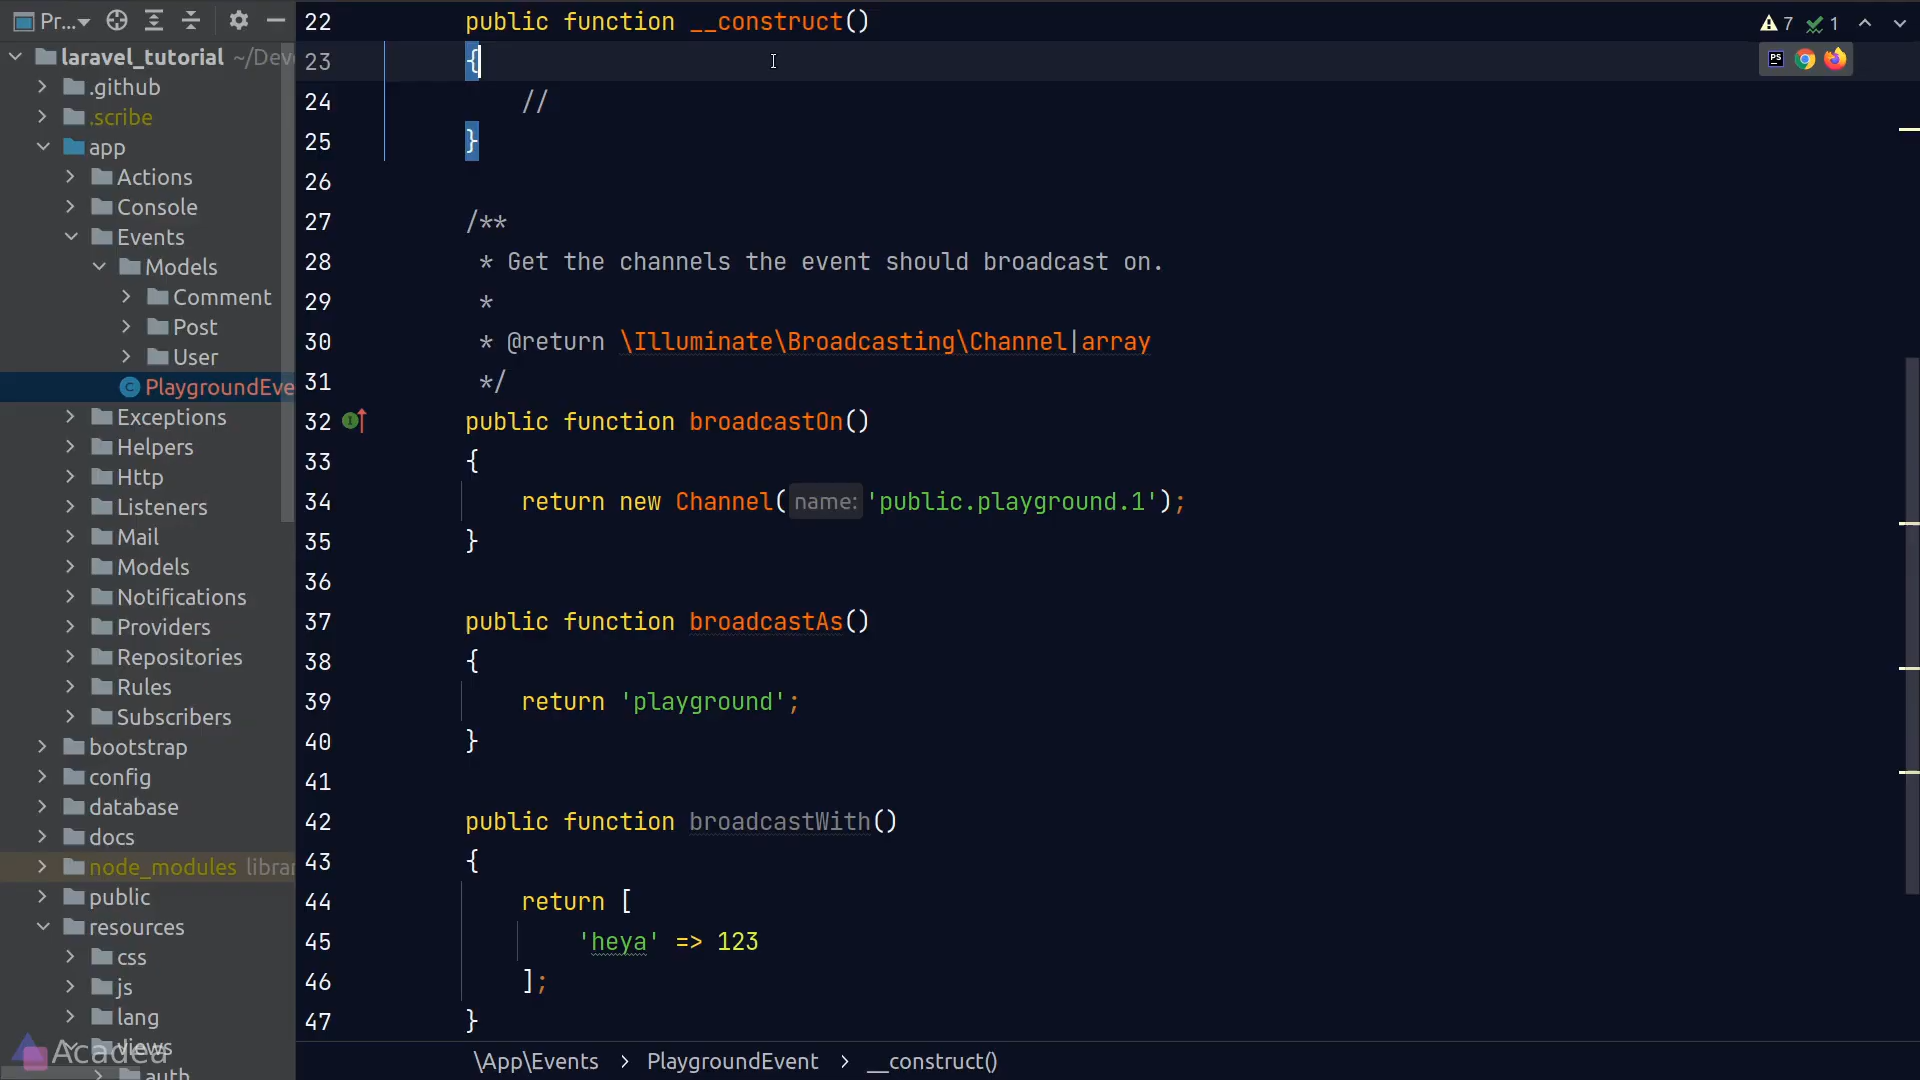 Pr...
laravel_tutorial ~/Dev
.github
.scribe
app
Actions
Console
Events
Models
Comment
Post
User
PlaygroundEve
Exceptions
Helpers
Http
Listeners
Mail
Models
Notifications
Providers
Repositories
Rules
Subscribers
bootstrap
config
database
docs
node_modules librar
public
resources
css
js
lang
views
auth
Acadea
7 1
PS
22 public function __construct()
23 {
24 //
25 }
26
27 /**
28 * Get the channels the event should broadcast on.
29 *
30 * @return \Illuminate\Broadcasting\Channel|array
31 */
32 public function broadcastOn()
33 {
34 return new Channel( name: 'public.playground.1');
35 }
36
37 public function broadcastAs()
38 {
39 return 'playground';
40 }
41
42 public function broadcastWith()
43 {
44 return [
45 'heya' => 123
46 ];
47 }
\App\Events > PlaygroundEvent > __construct()